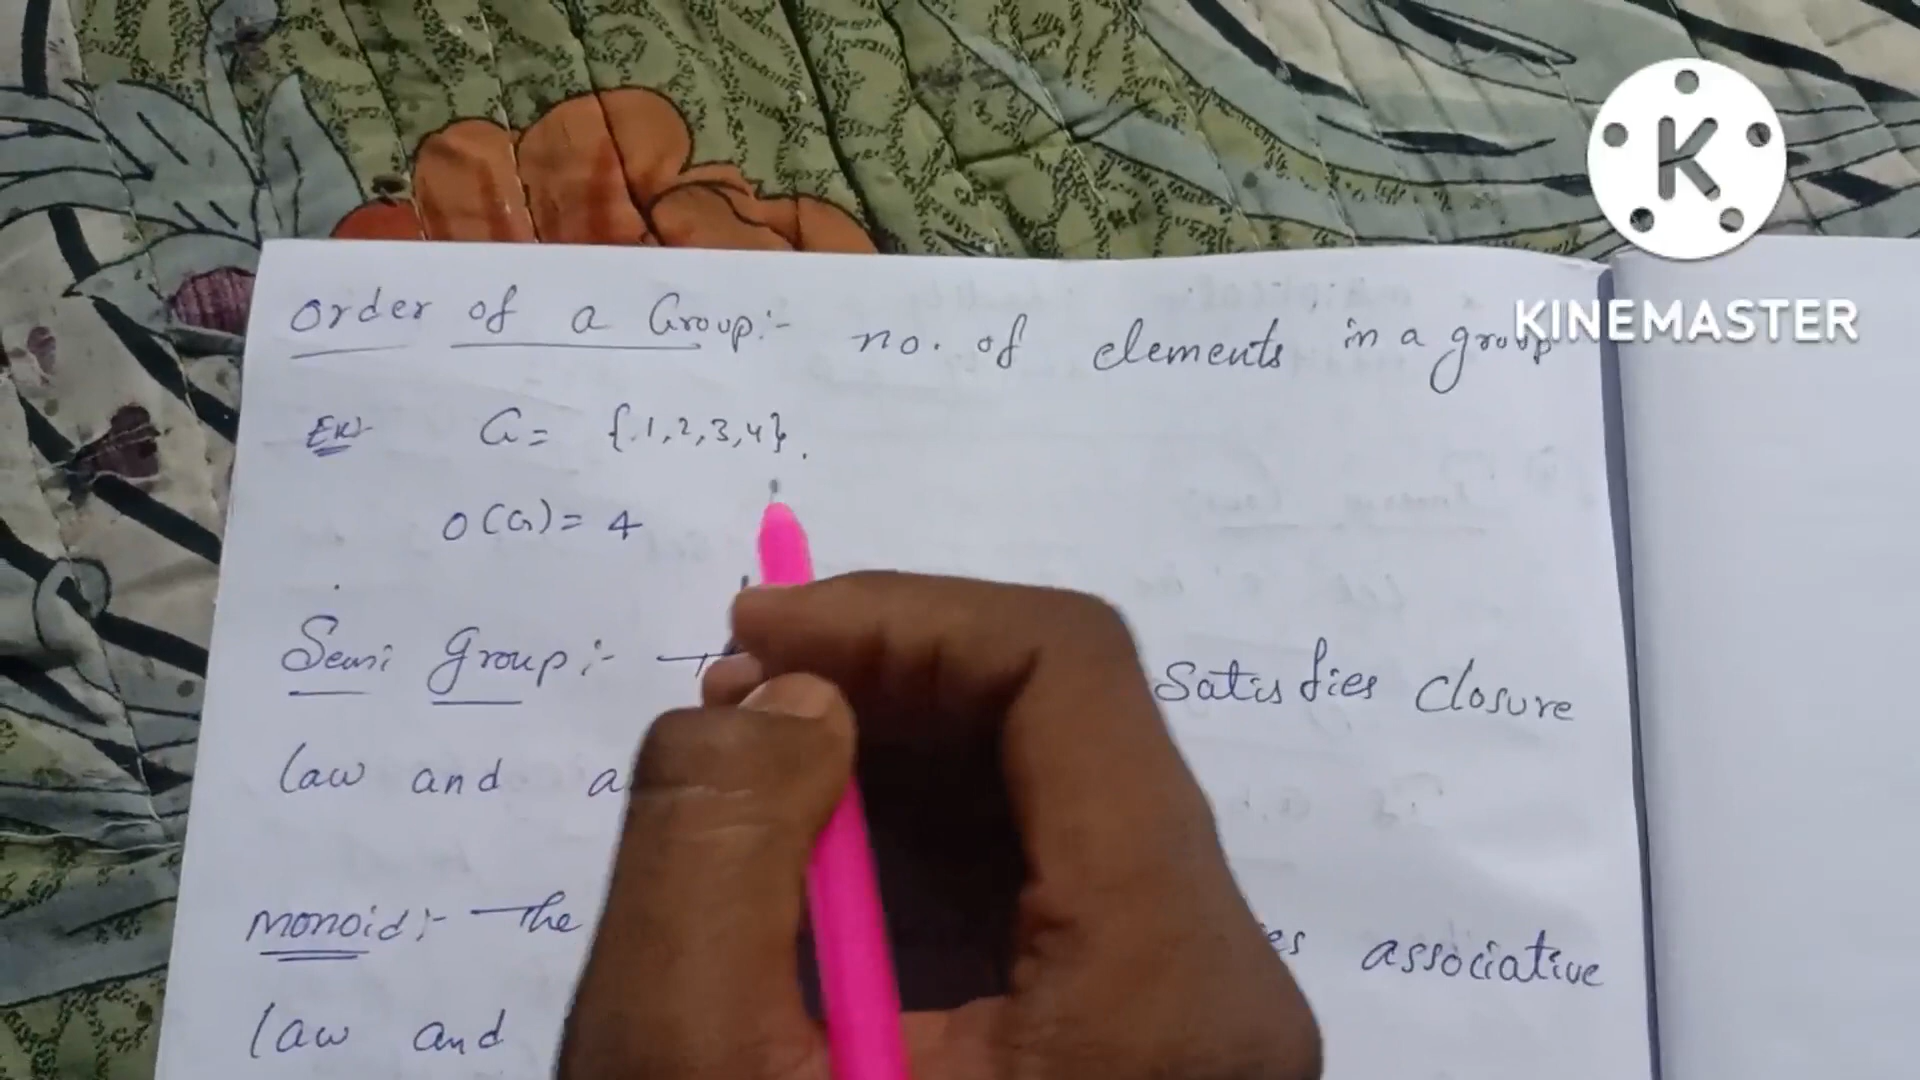 Order of a Group:- no. of elements in a group
Ex
G = {1,2,3,4}.
O(G) = 4
Semi Group:- Satisfies closure
law and
monoid:- The associative
law and
K
KINEMASTER